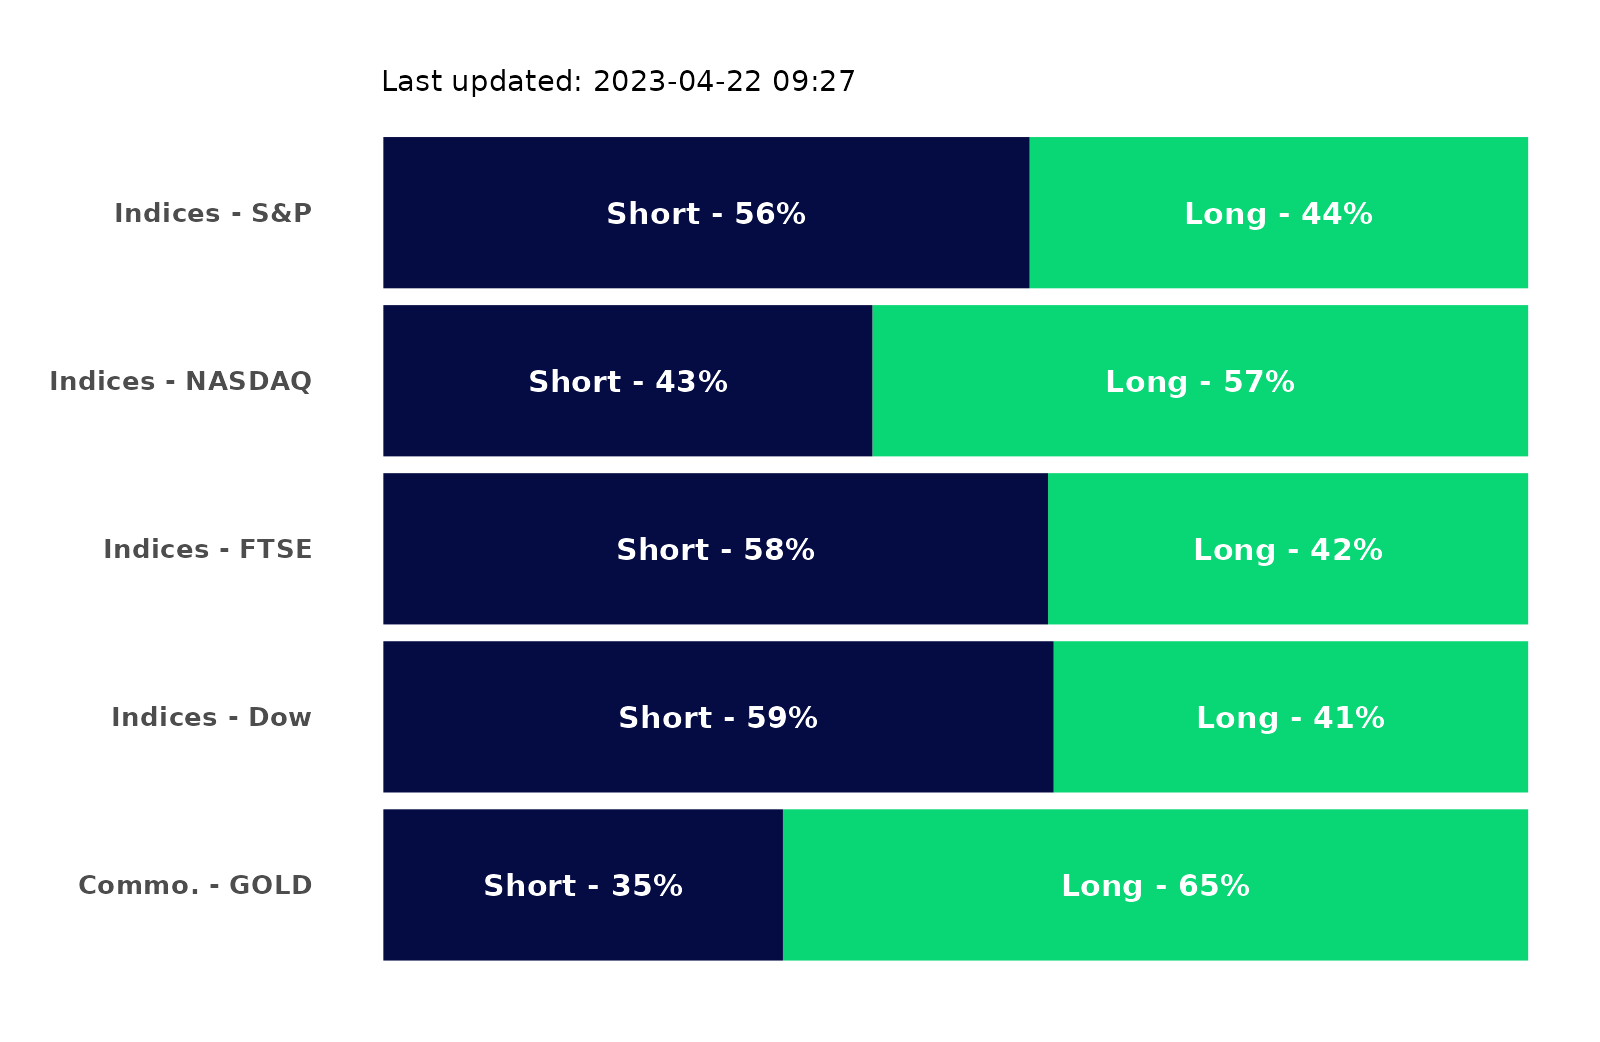 Last updated: 2023-04-22 09:27
Indices - S&P Short - 56% Long - 44%
Indices - NASDAQ Short - 43% Long - 57%
Indices - FTSE Short - 58% Long - 42%
Indices - Dow Short - 59% Long - 41%
Commo. - GOLD Short - 35% Long - 65%